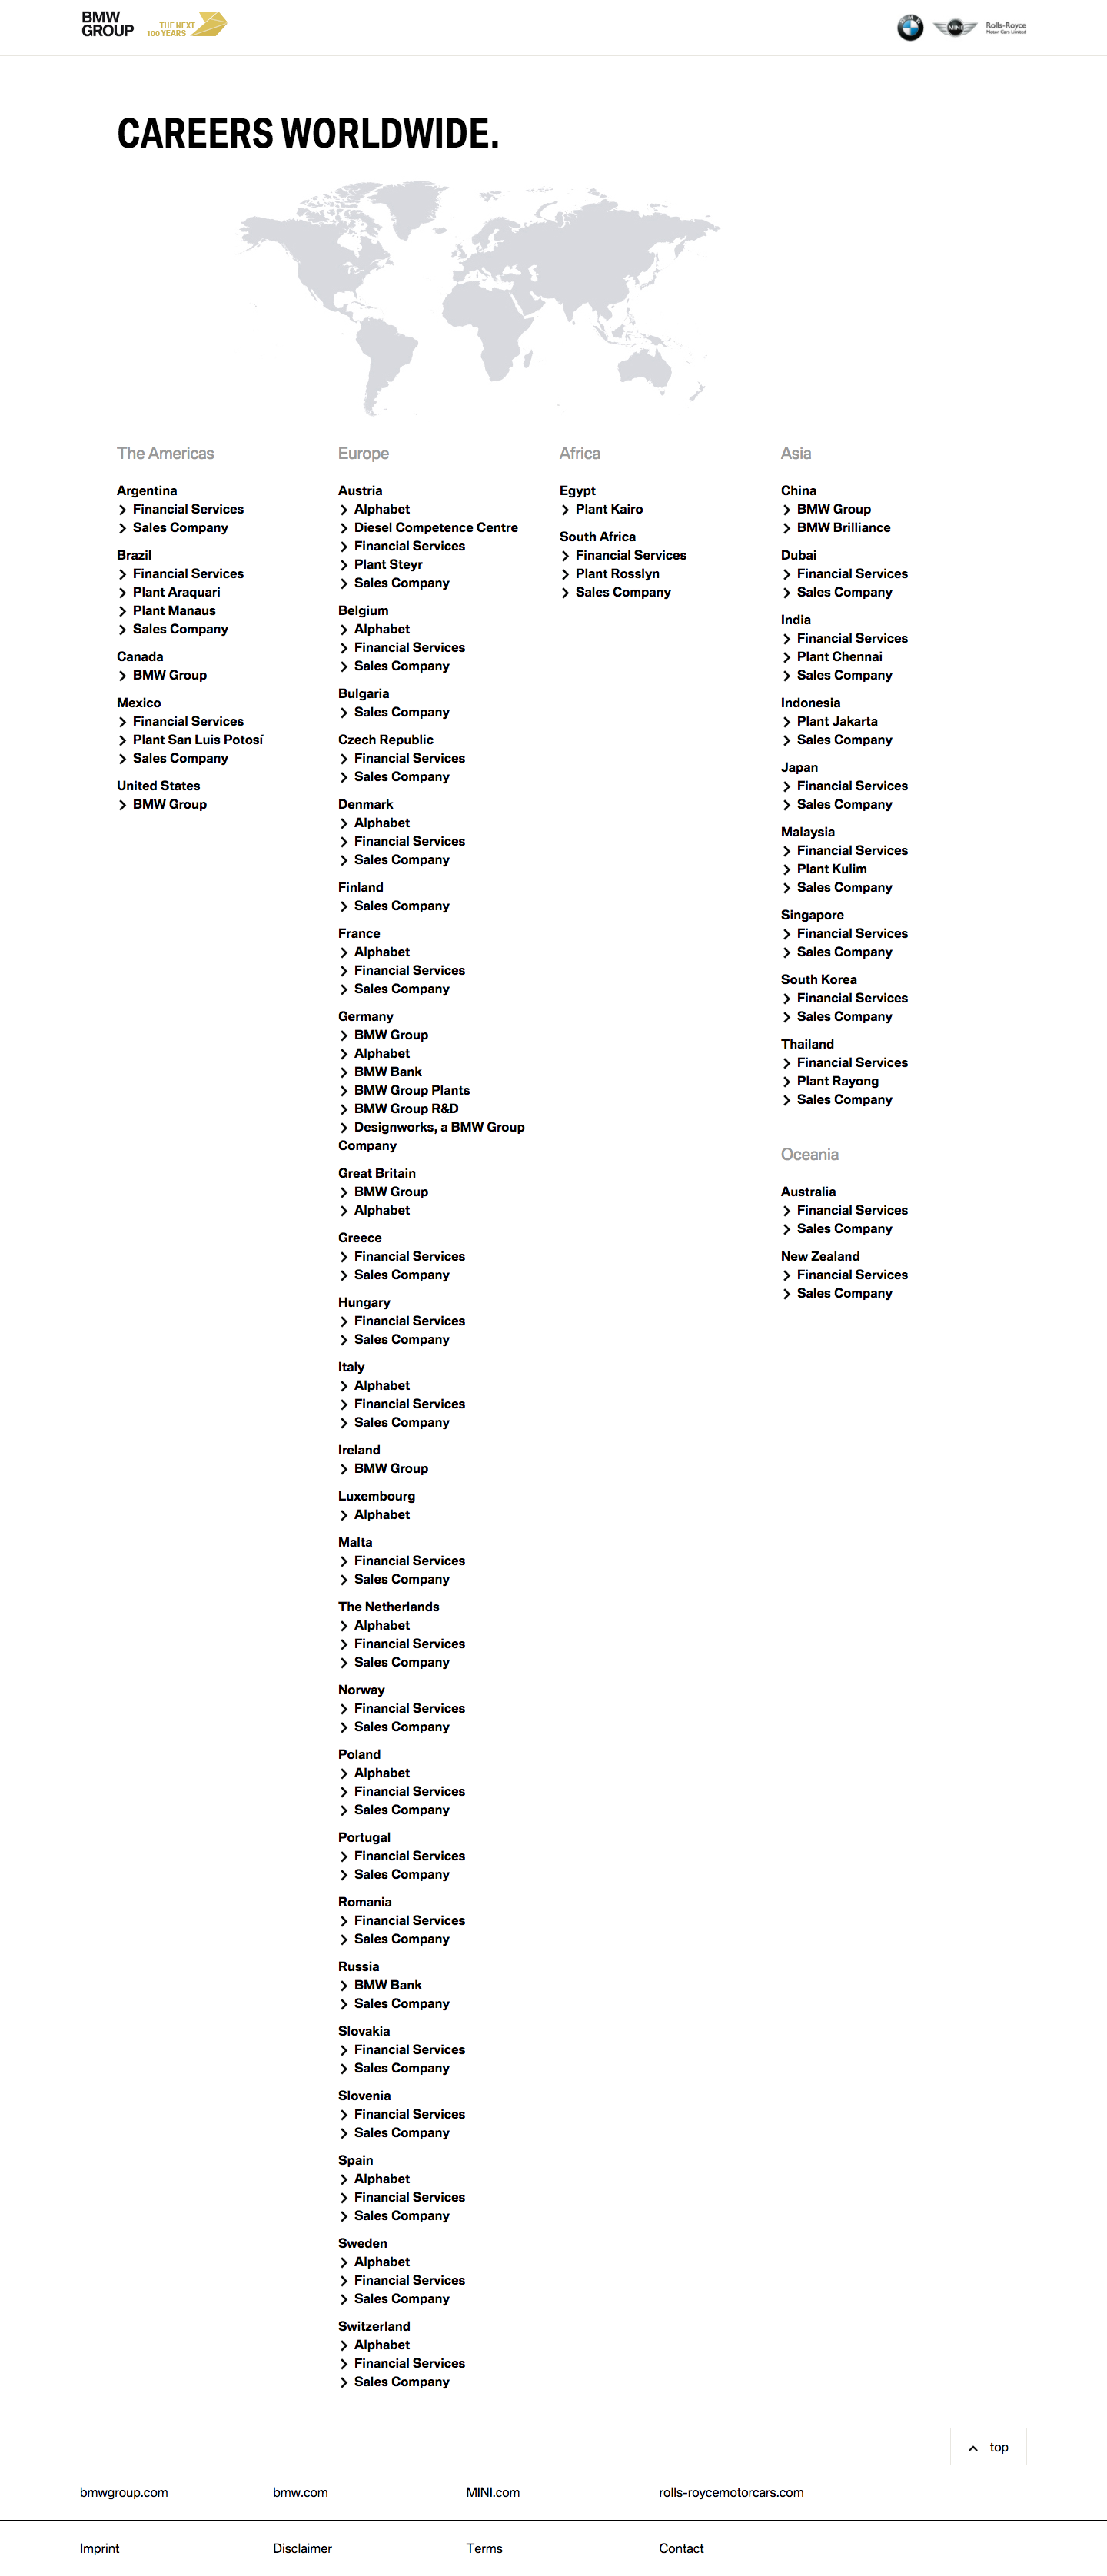 BMW
GROUP
THE NEXT
100 YEARS
BMW
MINI
Rolls-Royce
Motor Cars Limited
CAREERS WORLDWIDE.
The Americas
Argentina
Financial Services
Sales Company
Brazil
Financial Services
Plant Araquari
Plant Manaus
Sales Company
Canada
BMW Group
Mexico
Financial Services
Plant San Luis Potosí
Sales Company
United States
BMW Group
Europe
Austria
Alphabet
Diesel Competence Centre
Financial Services
Plant Steyr
Sales Company
Belgium
Alphabet
Financial Services
Sales Company
Bulgaria
Sales Company
Czech Republic
Financial Services
Sales Company
Denmark
Alphabet
Financial Services
Sales Company
Finland
Sales Company
France
Alphabet
Financial Services
Sales Company
Germany
BMW Group
Alphabet
BMW Bank
BMW Group Plants
BMW Group R&D
Designworks, a BMW Group
Company
Great Britain
BMW Group
Alphabet
Greece
Financial Services
Sales Company
Hungary
Financial Services
Sales Company
Italy
Alphabet
Financial Services
Sales Company
Ireland
BMW Group
Luxembourg
Alphabet
Malta
Financial Services
Sales Company
The Netherlands
Alphabet
Financial Services
Sales Company
Norway
Financial Services
Sales Company
Poland
Alphabet
Financial Services
Sales Company
Portugal
Financial Services
Sales Company
Romania
Financial Services
Sales Company
Russia
BMW Bank
Sales Company
Slovakia
Financial Services
Sales Company
Slovenia
Financial Services
Sales Company
Spain
Alphabet
Financial Services
Sales Company
Sweden
Alphabet
Financial Services
Sales Company
Switzerland
Alphabet
Financial Services
Sales Company
Africa
Egypt
Plant Kairo
South Africa
Financial Services
Plant Rosslyn
Sales Company
Asia
China
BMW Group
BMW Brilliance
Dubai
Financial Services
Sales Company
India
Financial Services
Plant Chennai
Sales Company
Indonesia
Plant Jakarta
Sales Company
Japan
Financial Services
Sales Company
Malaysia
Financial Services
Plant Kulim
Sales Company
Singapore
Financial Services
Sales Company
South Korea
Financial Services
Sales Company
Thailand
Financial Services
Plant Rayong
Sales Company
Oceania
Australia
Financial Services
Sales Company
New Zealand
Financial Services
Sales Company
top
bmwgroup.com
bmw.com
MINI.com
rolls-roycemotorcars.com
Imprint
Disclaimer
Terms
Contact